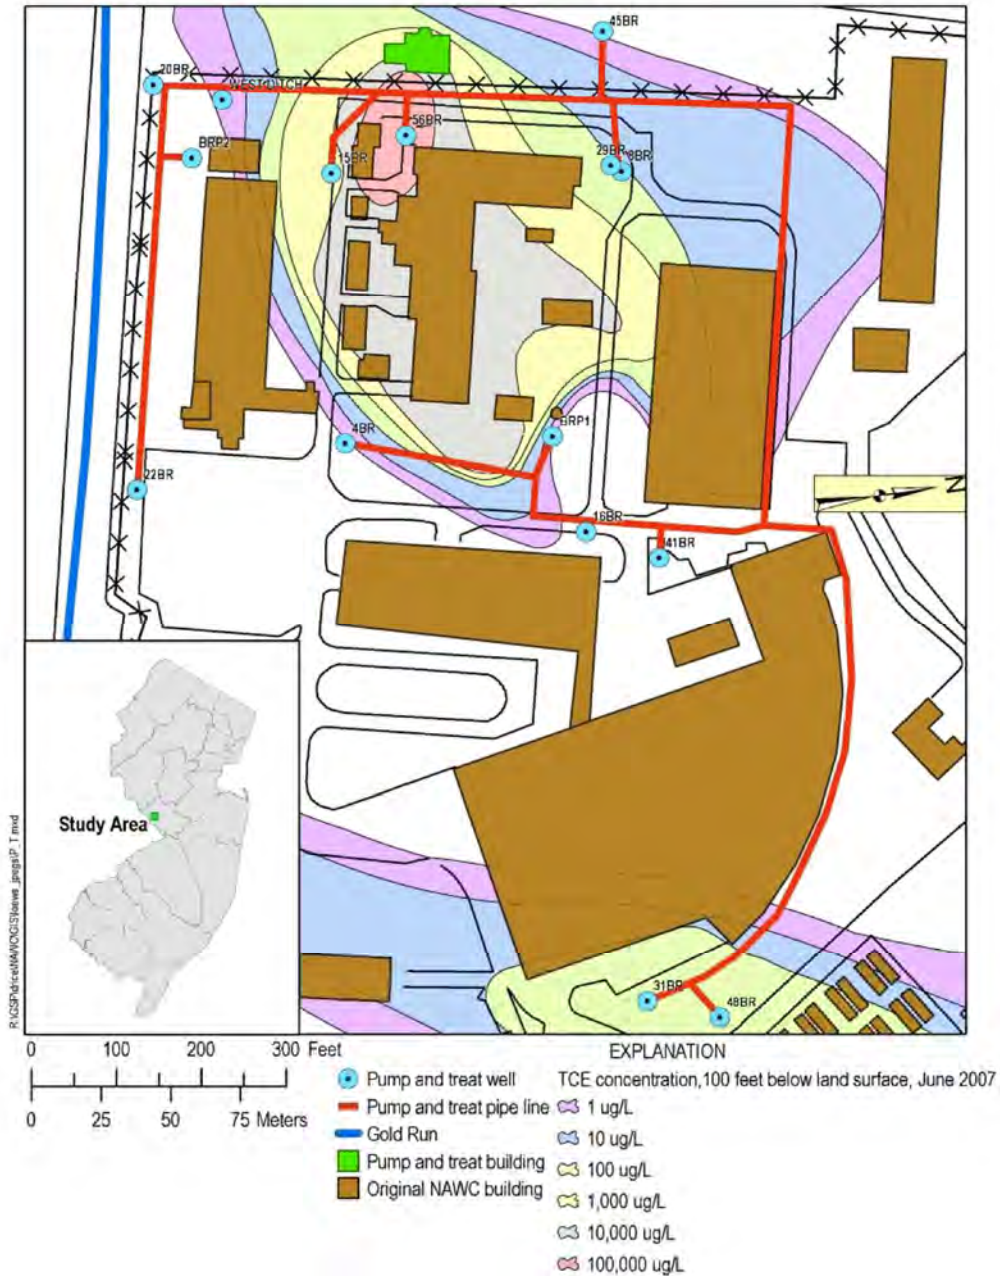 45BR
20BR
WEST DITCH
56BR
BRP2
15BR
29BR
8BR
4BR
BRP1
22BR
N
16BR
41BR
Study Area
31BR
48BR
0 100 200 300 Feet
0 25 50 75 Meters
Pump and treat well
Pump and treat pipe line
Gold Run
Pump and treat building
Original NAWC building
EXPLANATION
TCE concentration, 100 feet below land surface, June 2007
1 ug/L
10 ug/L
100 ug/L
1,000 ug/L
10,000 ug/L
100,000 ug/L